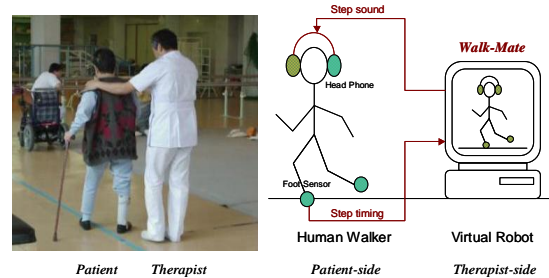 Step sound
Walk-Mate
Head Phone
Foot Sensor
Step timing
Human Walker
Virtual Robot
Patient
Therapist
Patient-side
Therapist-side